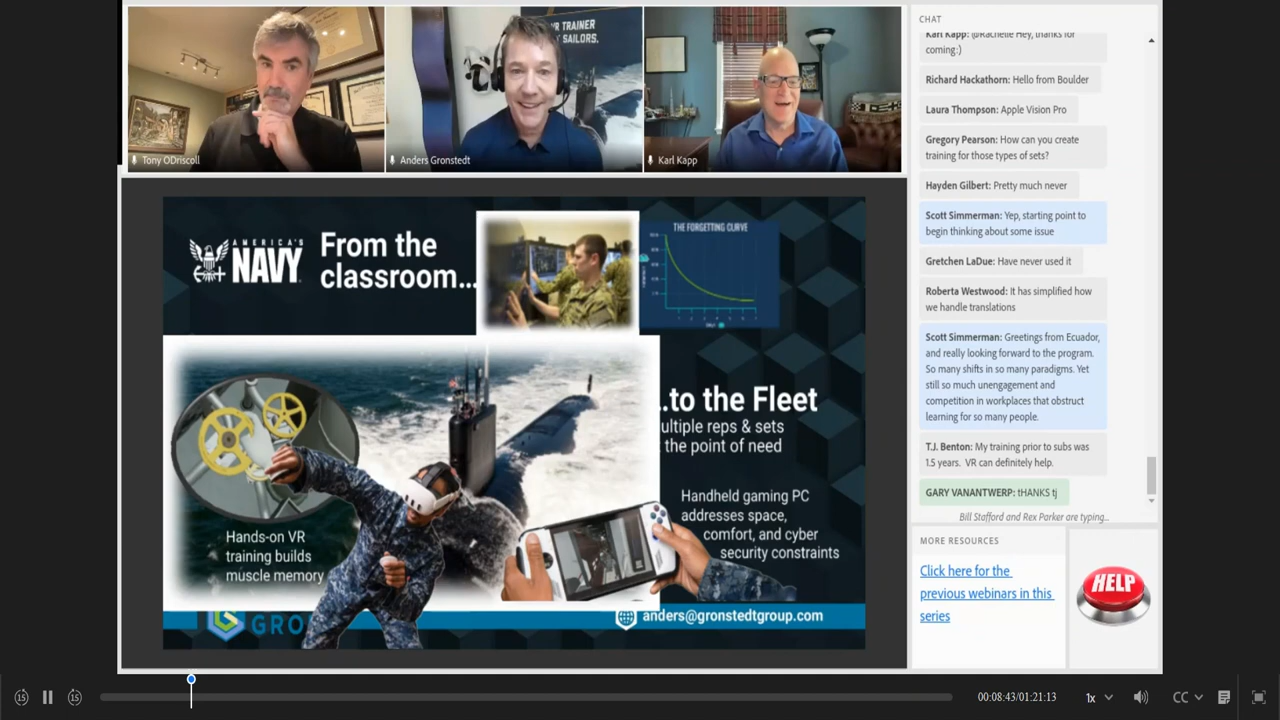 YR TRAINER
SAILORS.
Tony ODriscoll
Anders Gronstedt
Karl Kapp
AMERICA'S
NAVY
From the
classroom...
THE FORGETTING CURVE
...to the Fleet
ultiple reps & sets
the point of need
Handheld gaming PC
addresses space,
comfort, and cyber
security constraints
Hands-on VR
training builds
muscle memory
GRO
anders@gronstedtgroup.com
CHAT
Karl Kapp: @Rachelle Hey, thanks for
coming:)
Richard Hackathorn: Hello from Boulder
Laura Thompson: Apple Vision Pro
Gregory Pearson: How can you create
training for those types of sets?
Hayden Gilbert: Pretty much never
Scott Simmerman: Yep, starting point to
begin thinking about some issue
Gretchen LaDue: Have never used it
Roberta Westwood: It has simplified how
we handle translations
Scott Simmerman: Greetings from Ecuador,
and really looking forward to the program.
So many shifts in so many paradigms. Yet
still so much unengagement and
competition in workplaces that obstruct
learning for so many people.
T.J. Benton: My training prior to subs was
1.5 years. VR can definitely help.
GARY VANANTWERP: tHANKS tj
Bill Stafford and Rex Parker are typing...
MORE RESOURCES
Click here for the
previous webinars in this
series
HELP
15
15
00:08:43/01:21:13
1x
CC